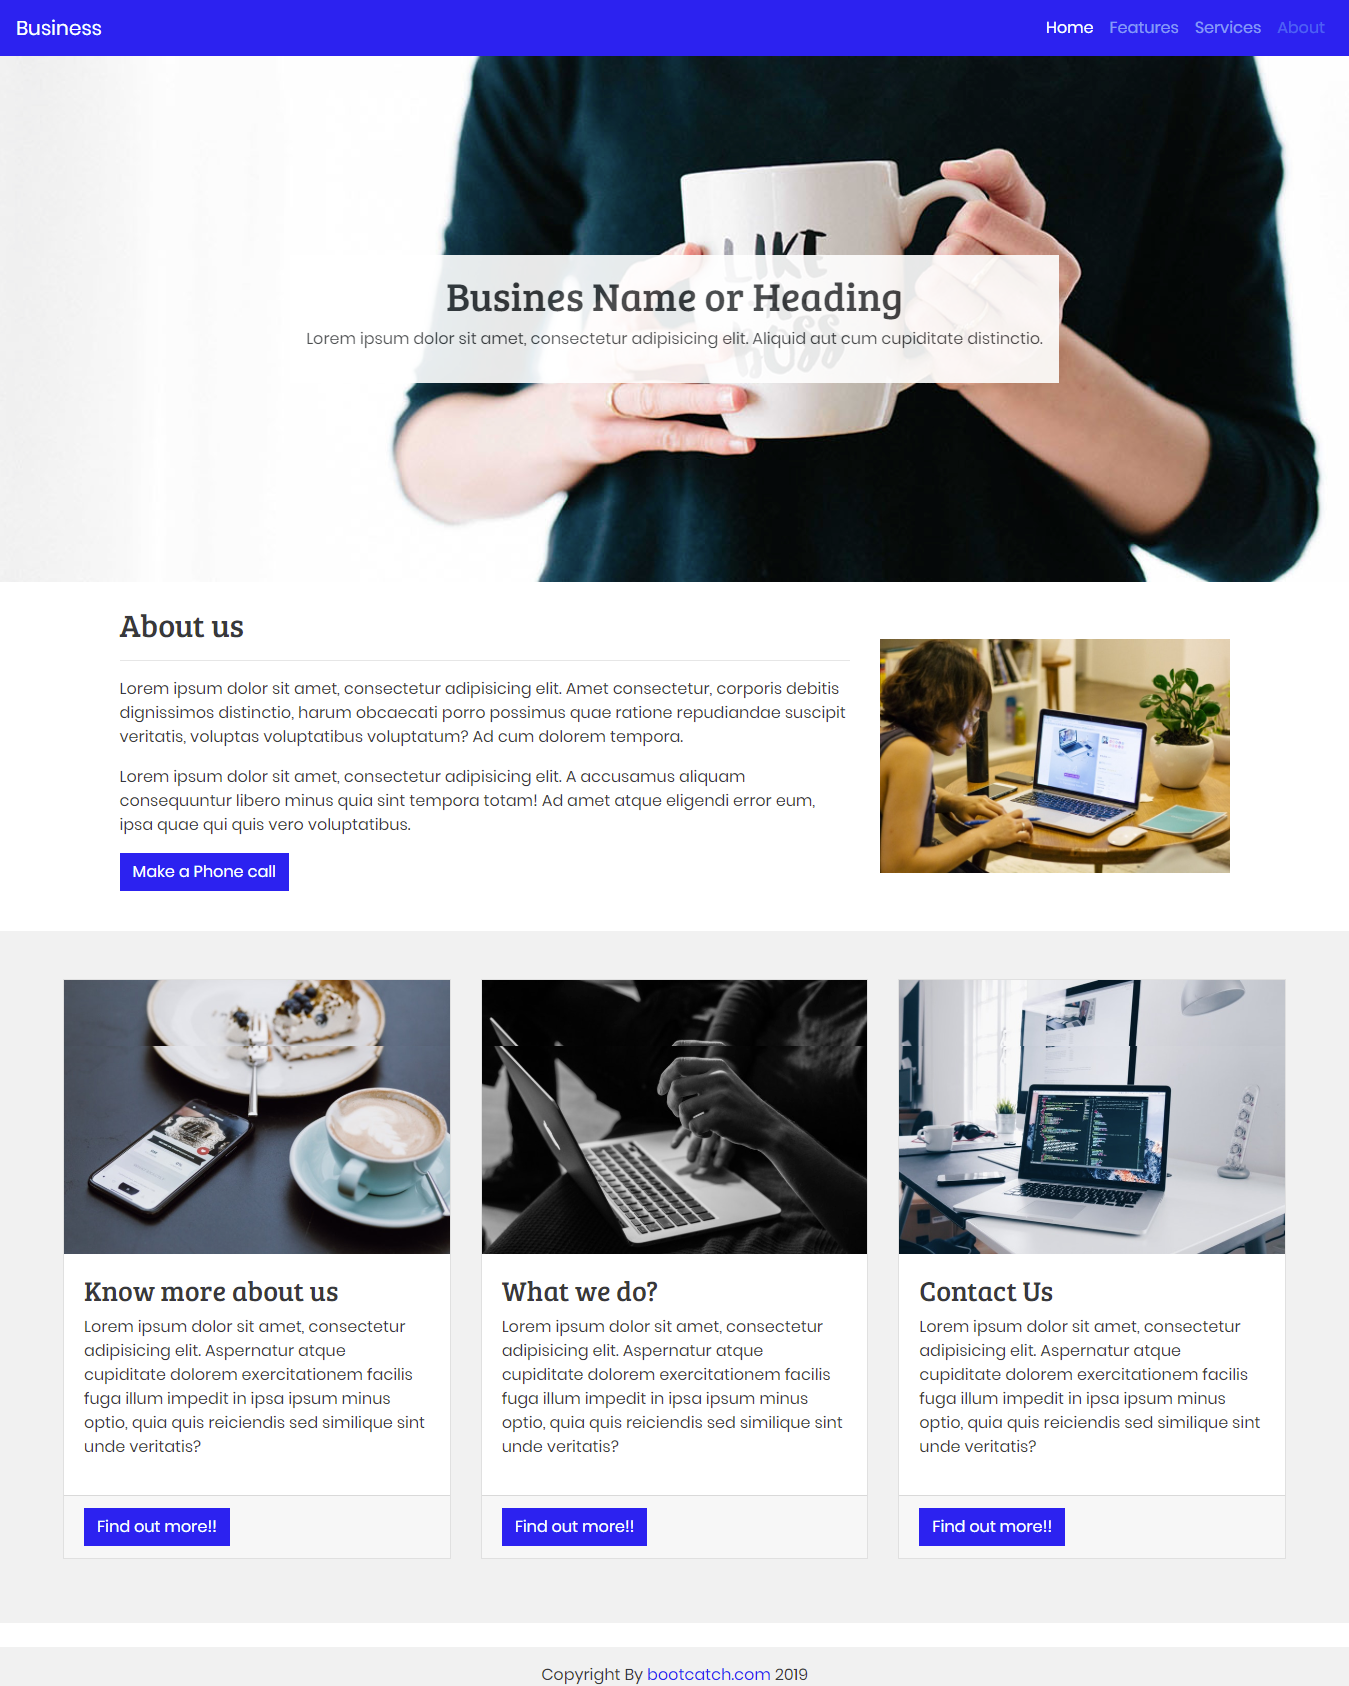 Business
Home Features Services About
LIKE
Busines Name or Heading
Lorem ipsum dolor sit amet, consectetur adipisicing elit. Aliquid aut cum cupiditate distinctio.
BOSS
About us
Lorem ipsum dolor sit amet, consectetur adipisicing elit. Amet consectetur, corporis debitis
dignissimos distinctio, harum obcaecati porro possimus quae ratione repudiandae suscipit
veritatis, voluptas voluptatibus voluptatum? Ad cum dolorem tempora.
Lorem ipsum dolor sit amet, consectetur adipisicing elit. A accusamus aliquam
consequuntur libero minus quia sint tempora totam! Ad amet atque eligendi error eum,
ipsa quae qui quis vero voluptatibus.
Make a Phone call
Know more about us
Lorem ipsum dolor sit amet, consectetur
adipisicing elit. Aspernatur atque
cupiditate dolorem exercitationem facilis
fuga illum impedit in ipsa ipsum minus
optio, quia quis reiciendis sed similique sint
unde veritatis?
Find out more!!
What we do?
Lorem ipsum dolor sit amet, consectetur
adipisicing elit. Aspernatur atque
cupiditate dolorem exercitationem facilis
fuga illum impedit in ipsa ipsum minus
optio, quia quis reiciendis sed similique sint
unde veritatis?
Find out more!!
Contact Us
Lorem ipsum dolor sit amet, consectetur
adipisicing elit. Aspernatur atque
cupiditate dolorem exercitationem facilis
fuga illum impedit in ipsa ipsum minus
optio, quia quis reiciendis sed similique sint
unde veritatis?
Find out more!!
Copyright By bootcatch.com 2019